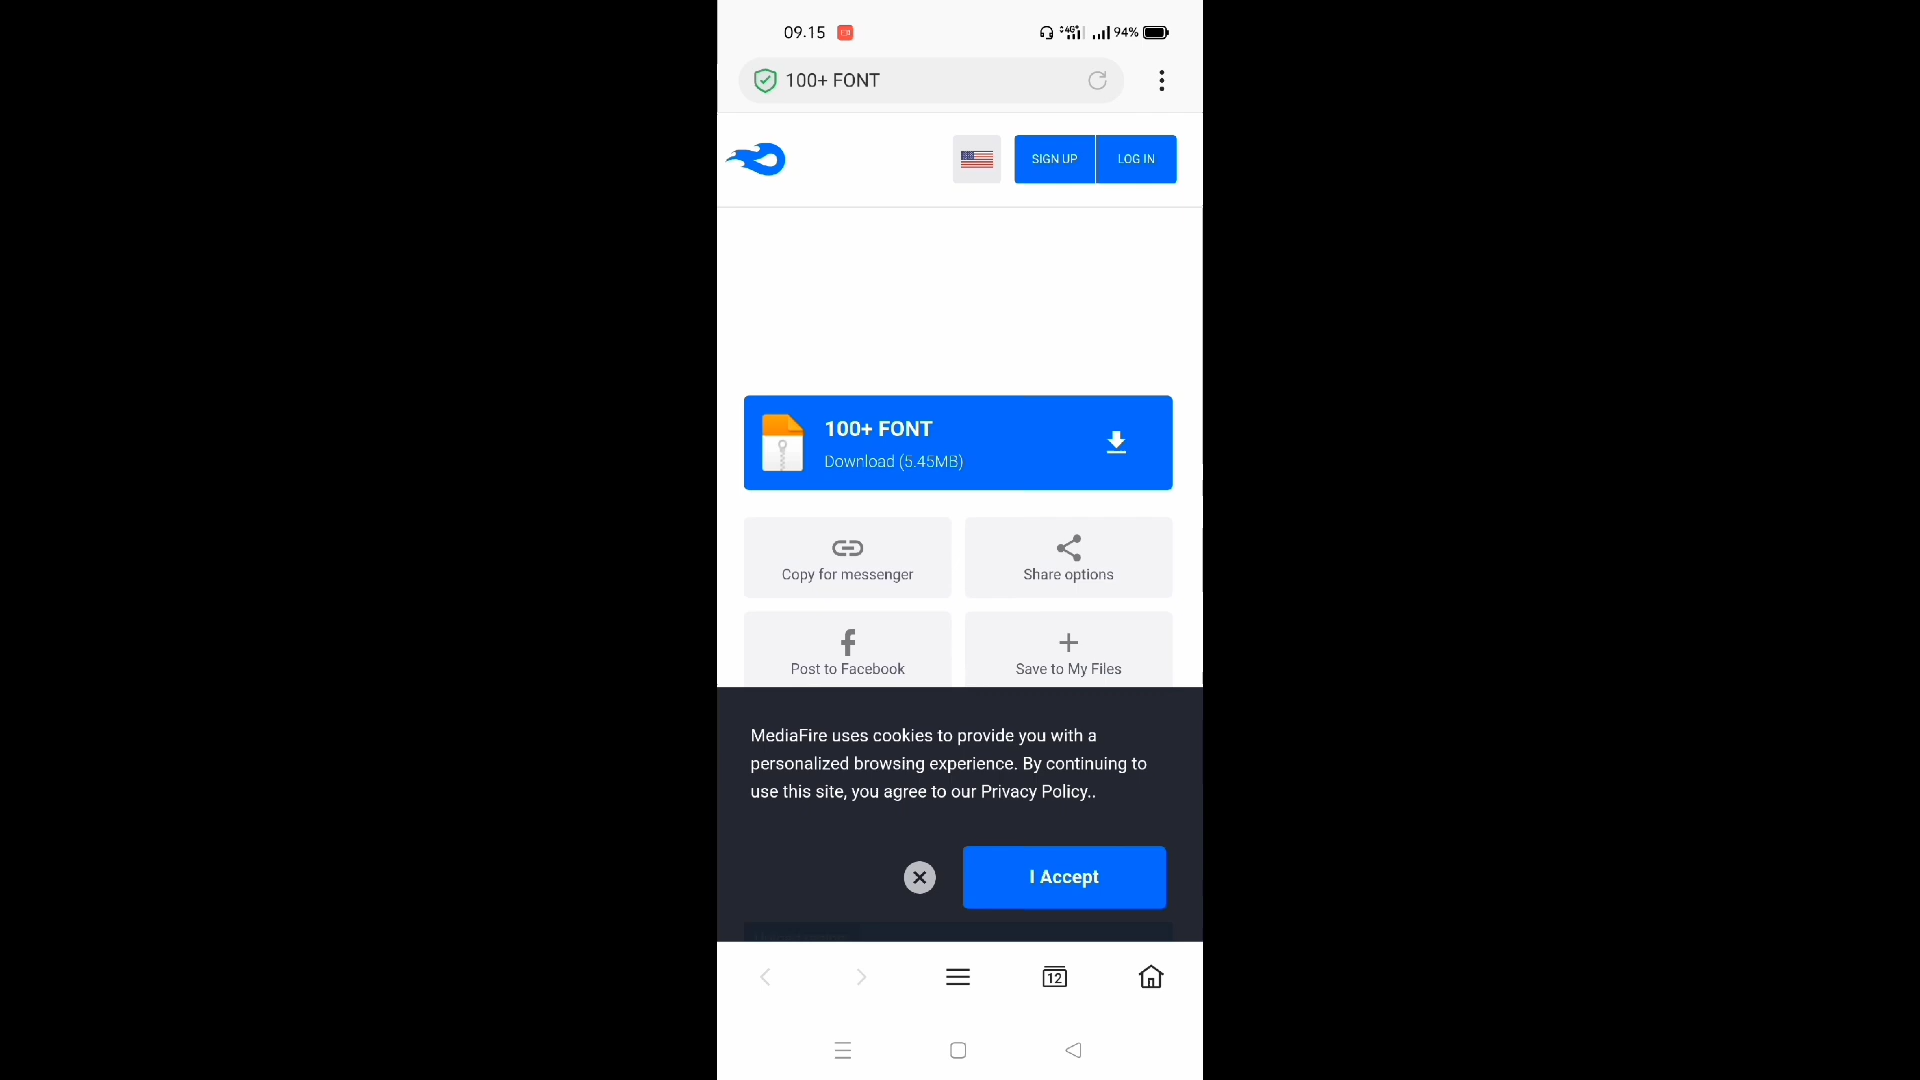 09.15 94%
100+ FONT
SIGN UP LOG IN
100+ FONT
Download (5.45MB)
Copy for messenger Share options
Post to Facebook Save to My Files
MediaFire uses cookies to provide you with a
personalized browsing experience. By continuing to
use this site, you agree to our Privacy Policy..
I Accept
12